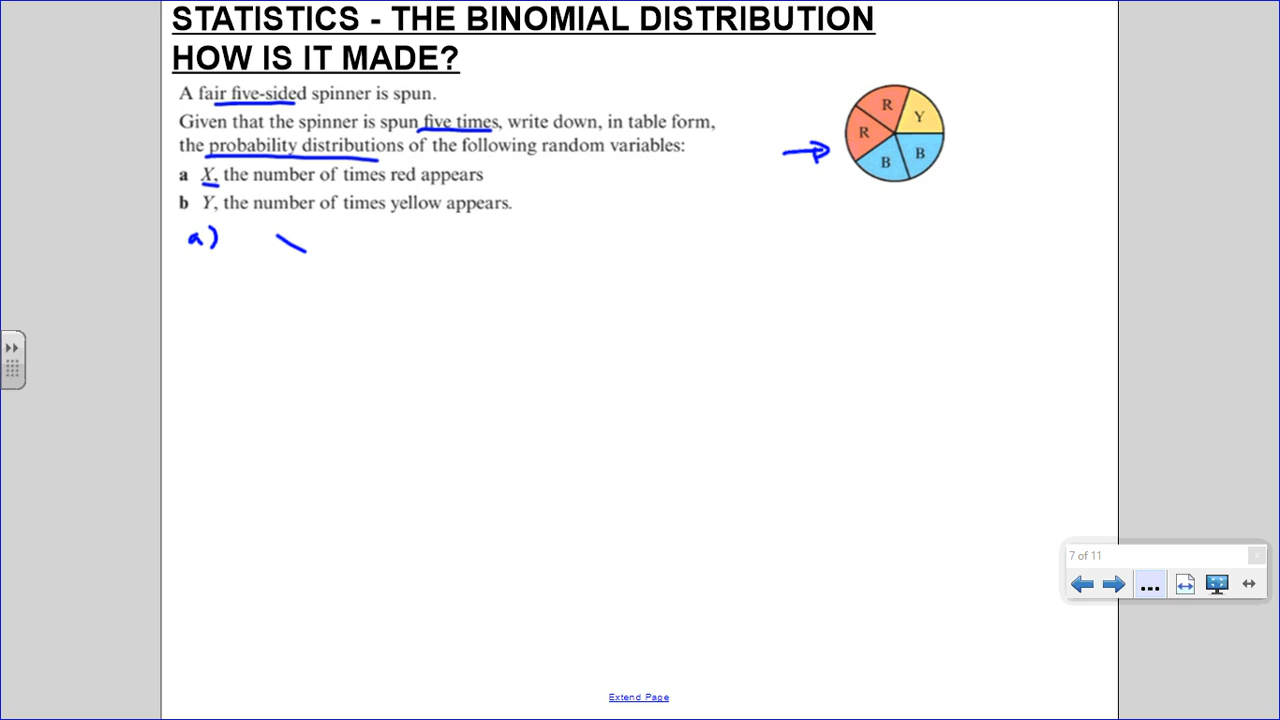 STATISTICS - THE BINOMIAL DISTRIBUTION
HOW IS IT MADE?
A fair five-sided spinner is spun.
Given that the spinner is spun five times, write down, in table form,
the probability distributions of the following random variables:
a X, the number of times red appears
b Y, the number of times yellow appears.
R
Y
R
B
B
a)
7 of 11
Extend Page